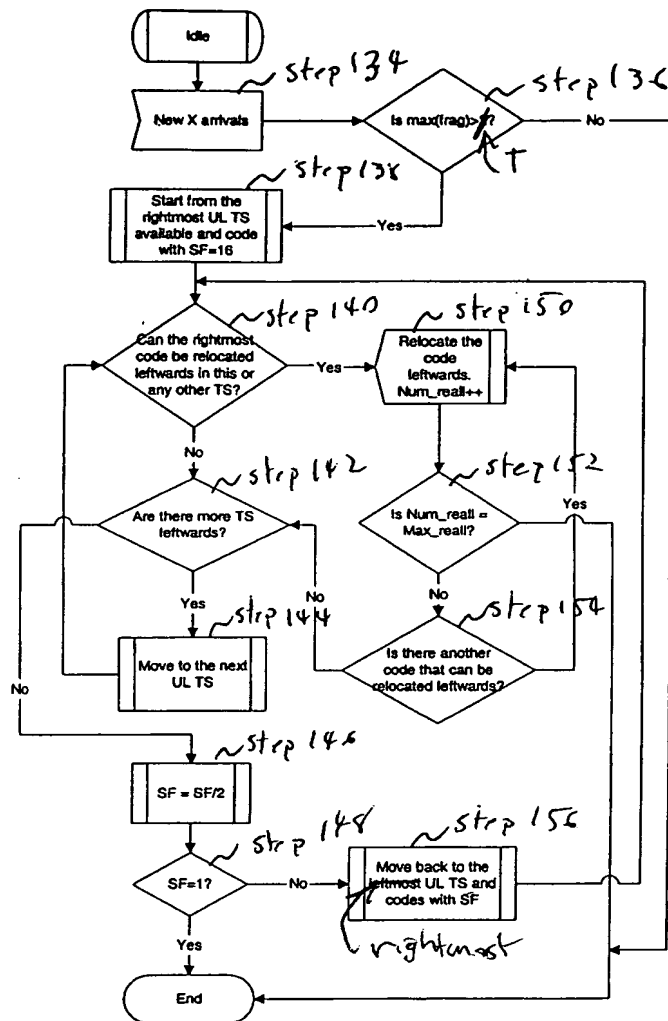 Idle
step 134
New X arrivals
step 136
Is max(frag)>1?
T
No
step 138
Yes
Start from the
rightmost UL TS
available and code
with SF=16
step 140
Can the rightmost
code be relocated
leftwards in this or
any other TS?
Yes
step 150
Relocate the
code
leftwards.
Num_reall++
No
step 142
Are there more TS
leftwards?
step 152
Is Num_reall =
Max_reall?
Yes
No
Yes
step 144
Move to the next
UL TS
No
step 154
Is there another
code that can be
relocated leftwards?
No
step 146
SF = SF/2
step 148
SF=1?
No
step 156
Move back to the
leftmost UL TS and
codes with SF
rightmost
Yes
End